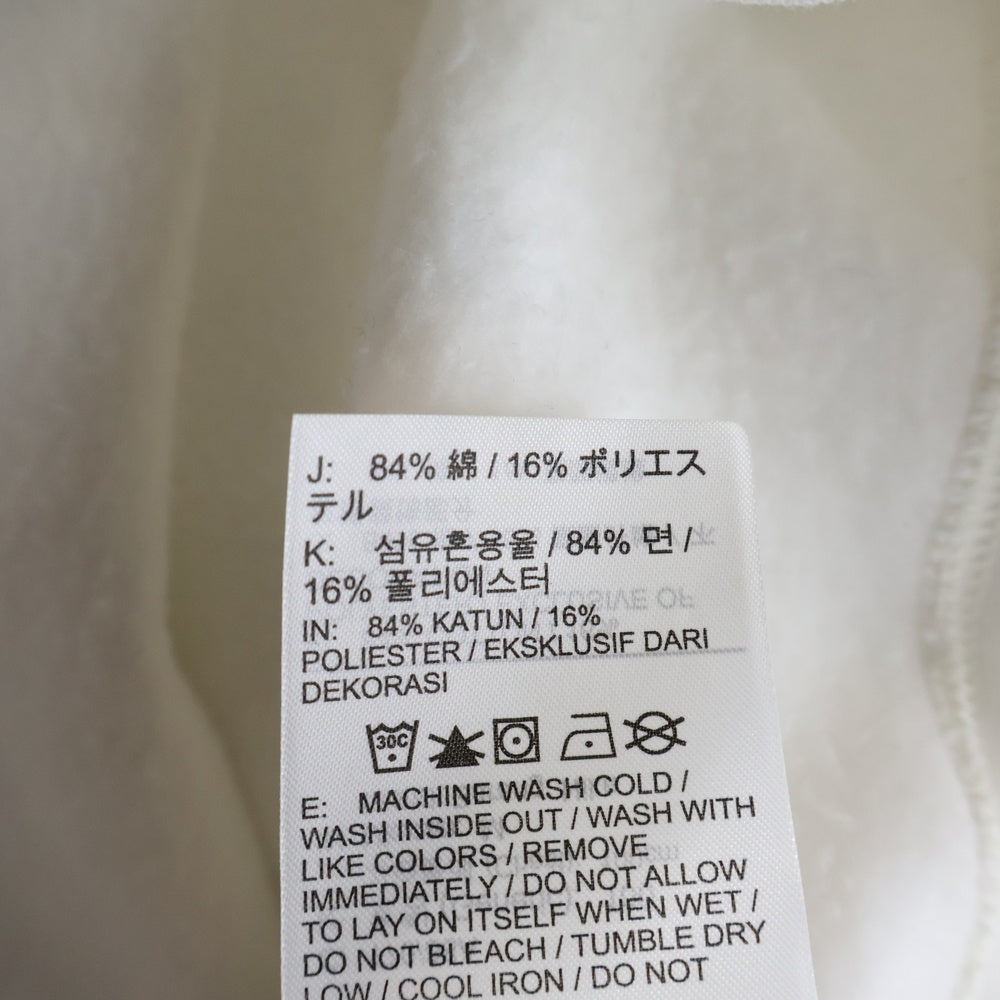 J: 84% 綿 / 16% ポリエス
テル
K: 섬유혼용율 / 84% 면 /
16% 폴리에스터
IN: 84% KATUN / 16%
POLIESTER / EKSKLUSIF DARI
DEKORASI
30C
E: MACHINE WASH COLD /
WASH INSIDE OUT / WASH WITH
LIKE COLORS / REMOVE
IMMEDIATELY / DO NOT ALLOW
TO LAY ON ITSELF WHEN WET /
DO NOT BLEACH / TUMBLE DRY
LOW / COOL IRON / DO NOT